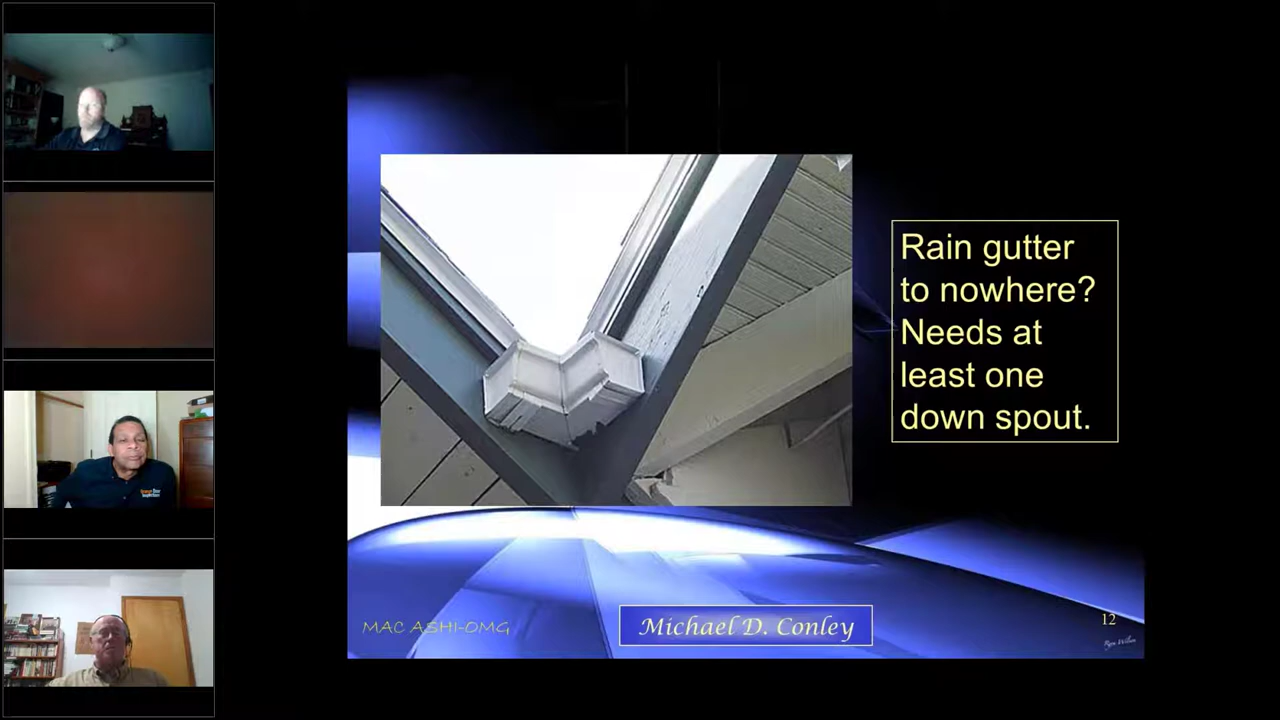 Rain gutter
to nowhere?
Needs at
least one
down spout.
MAC ASHI-OMG
Michael D. Conley
12